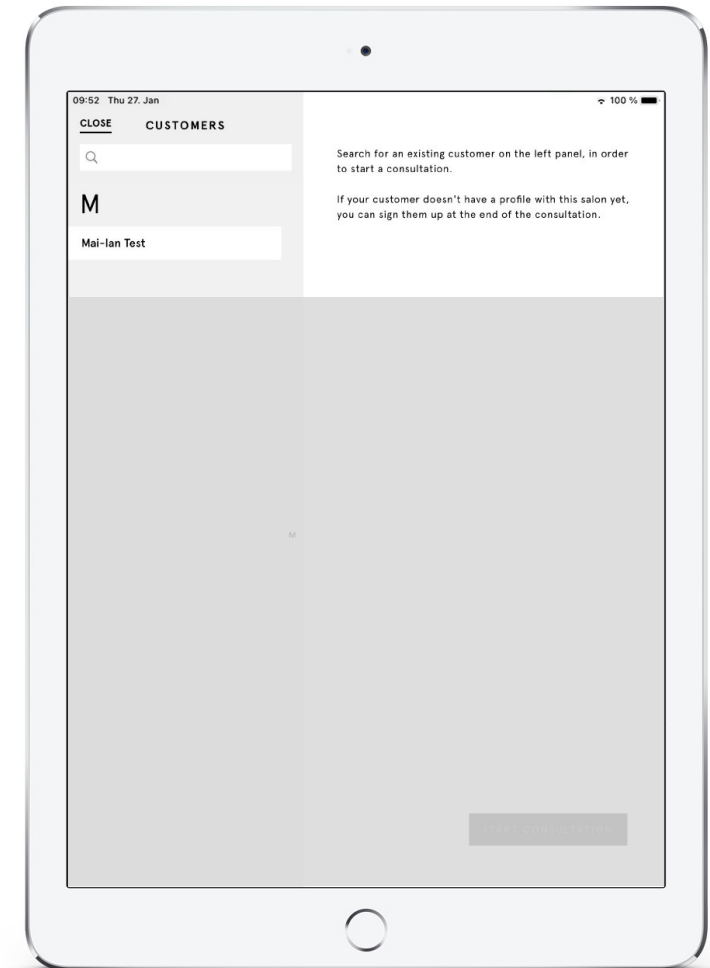 09:52 Thu 27. Jan
100 %
CLOSE CUSTOMERS
M
Mai-lan Test
Search for an existing customer on the left panel, in order
to start a consultation.
If your customer doesn't have a profile with this salon yet,
you can sign them up at the end of the consultation.
M
START CONSULTATION